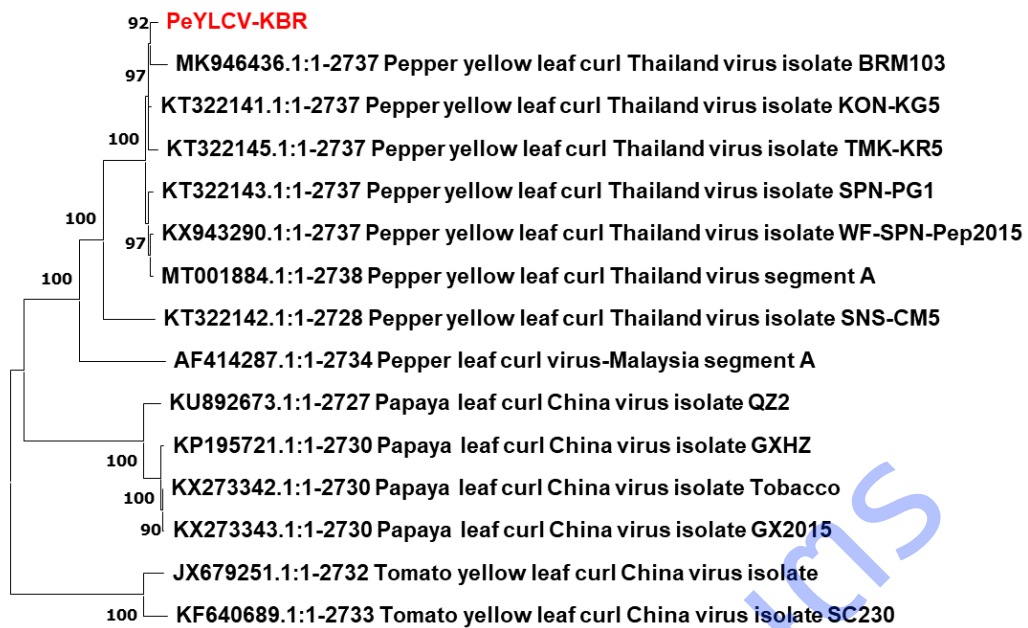 92 PeYLCV-KBR
MK946436.1:1-2737 Pepper yellow leaf curl Thailand virus isolate BRM103
97
KT322141.1:1-2737 Pepper yellow leaf curl Thailand virus isolate KON-KG5
100
KT322145.1:1-2737 Pepper yellow leaf curl Thailand virus isolate TMK-KR5
KT322143.1:1-2737 Pepper yellow leaf curl Thailand virus isolate SPN-PG1
100
97 KX943290.1:1-2737 Pepper yellow leaf curl Thailand virus isolate WF-SPN-Pep2015
100 MT001884.1:1-2738 Pepper yellow leaf curl Thailand virus segment A
KT322142.1:1-2728 Pepper yellow leaf curl Thailand virus isolate SNS-CM5
AF414287.1:1-2734 Pepper leaf curl virus-Malaysia segment A
KU892673.1:1-2727 Papaya leaf curl China virus isolate QZ2
KP195721.1:1-2730 Papaya leaf curl China virus isolate GXHZ
100
KX273342.1:1-2730 Papaya leaf curl China virus isolate Tobacco
100
90 KX273343.1:1-2730 Papaya leaf curl China virus isolate GX2015
JX679251.1:1-2732 Tomato yellow leaf curl China virus isolate
100 KF640689.1:1-2733 Tomato yellow leaf curl China virus isolate SC230